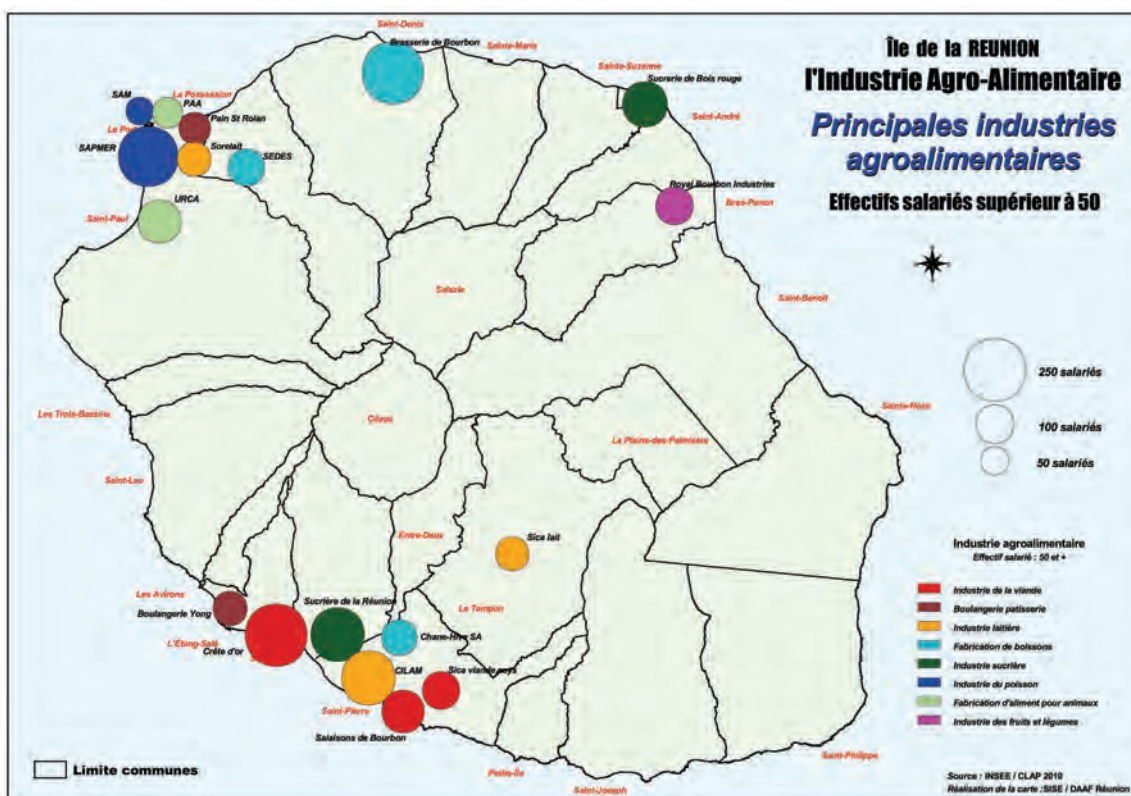 Île de la REUNION
l'Industrie Agro-Alimentaire
Principales industries
agroalimentaires
Effectifs salariés supérieur à 50
Saint-Denis
Brasserie de Bourbon
Sainte-Marie
Sainte-Suzanne
Sucrerie de Bois rouge
Saint-André
SAM
La Possession
PAA
Pain St Rolan
SAPMER
Sorelait
SEDES
URCA
Saint-Paul
Royal Bourbon Industries
Bras-Panon
Salazie
Saint-Benoit
250 salariés
100 salariés
50 salariés
Les Trois-Bassins
Cilaos
Sainte-Rose
La Plaine-des-Palmistes
Saint-Leu
Entre-Deux
Sica lait
Les Avirons
Boulangerie Yong
Sucrière de la Réunion
Le Tampon
L'Étang-Salé
Crête d'or
CILAM
Sica viande pays
Saint-Pierre
Salaisons de Bourbon
Petite-Île
Saint-Joseph
Saint-Philippe
Industrie agroalimentaire
Effectif salarié : 50 et +
Industrie de la viande
Boulangerie patisserie
Industrie laitière
Fabrication de boissons
Industrie sucrière
Industrie du poisson
Fabrication d'aliment pour animaux
Industrie des fruits et légumes
Limite communes
Source : INSEE / CLAP 2010
Réalisation de la carte :SISE / DAAF Réunion